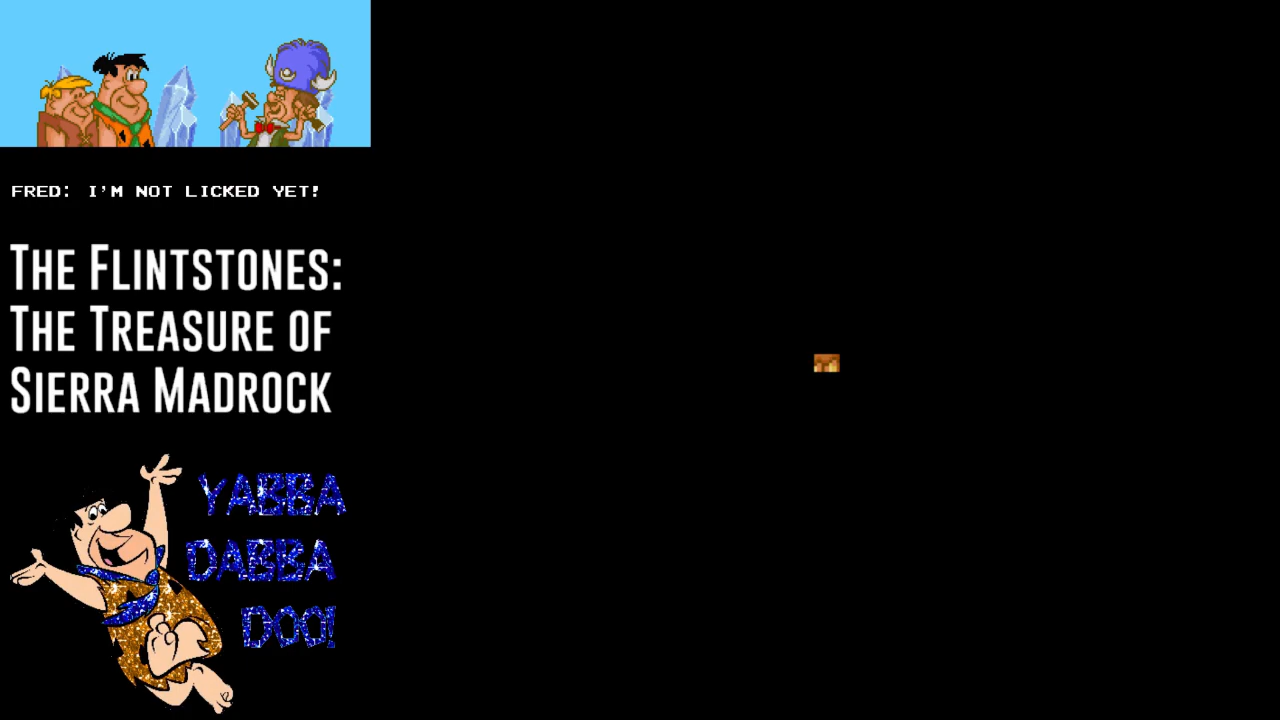 FRED: I'M NOT LICKED YET!
THE FLINTSTONES:
THE TREASURE OF
SIERRA MADROCK
YABBA
DABBA
DOO!